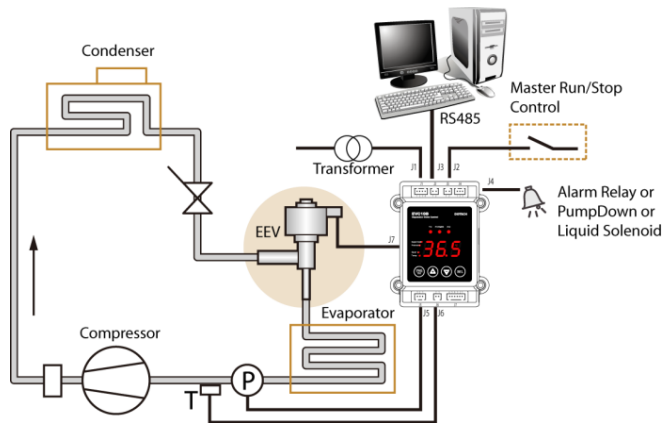 Condenser
RS485
Master Run/Stop
Control
Transformer
J1
J3
J2
J4
Alarm Relay or
PumpDown or
Liquid Solenoid
EEV
J7
36.5
Evaporator
J5
J6
Compressor
T
P